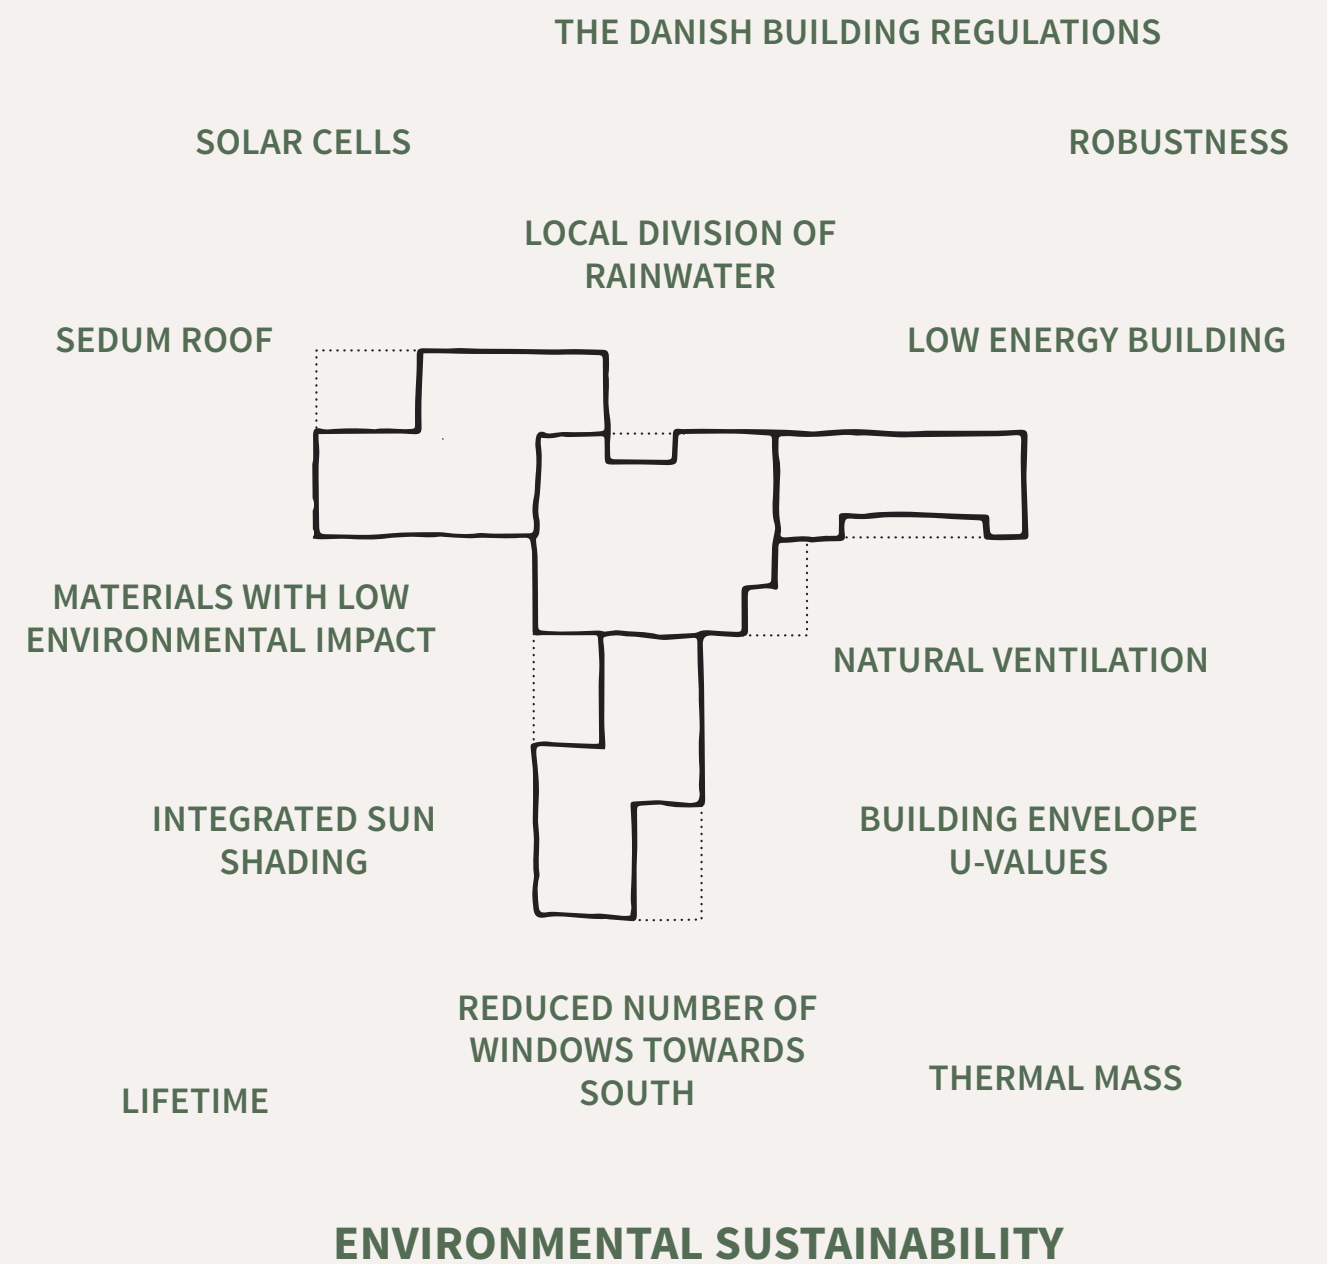 THE DANISH BUILDING REGULATIONS
SOLAR CELLS
ROBUSTNESS
LOCAL DIVISION OF
RAINWATER
SEDUM ROOF
LOW ENERGY BUILDING
MATERIALS WITH LOW
ENVIRONMENTAL IMPACT
NATURAL VENTILATION
INTEGRATED SUN
SHADING
BUILDING ENVELOPE
U-VALUES
REDUCED NUMBER OF
WINDOWS TOWARDS
SOUTH
THERMAL MASS
LIFETIME
ENVIRONMENTAL SUSTAINABILITY